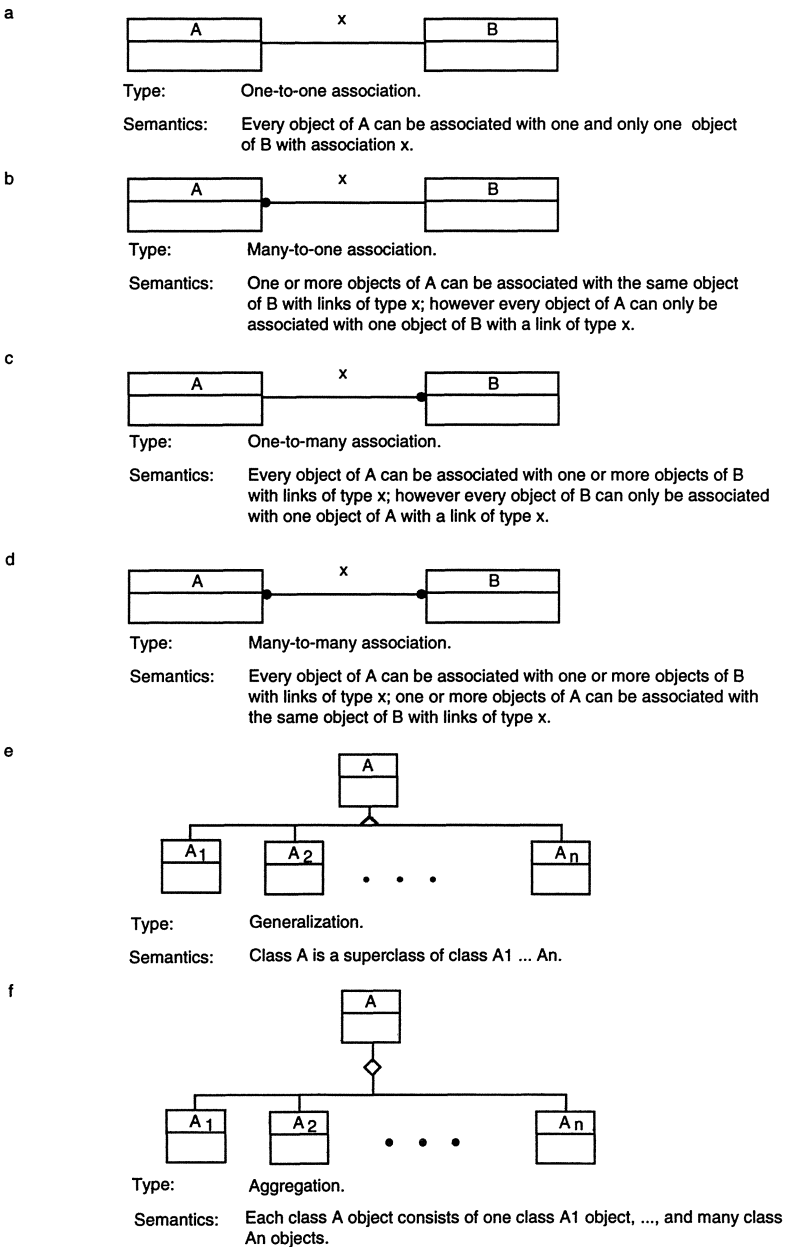 a
A x B
Type: One-to-one association.
Semantics: Every object of A can be associated with one and only one object
of B with association x.
b
A x B
Type: Many-to-one association.
Semantics: One or more objects of A can be associated with the same object
of B with links of type x; however every object of A can only be
associated with one object of B with a link of type x.
c
A x B
Type: One-to-many association.
Semantics: Every object of A can be associated with one or more objects of B
with links of type x; however every object of B can only be associated
with one object of A with a link of type x.
d
A x B
Type: Many-to-many association.
Semantics: Every object of A can be associated with one or more objects of B
with links of type x; one or more objects of A can be associated with
the same object of B with links of type x.
e
A
A1 A2 . . . An
Type: Generalization.
Semantics: Class A is a superclass of class A1 ... An.
f
A
A1 A2 . . . An
Type: Aggregation.
Semantics: Each class A object consists of one class A1 object, ..., and many class
An objects.